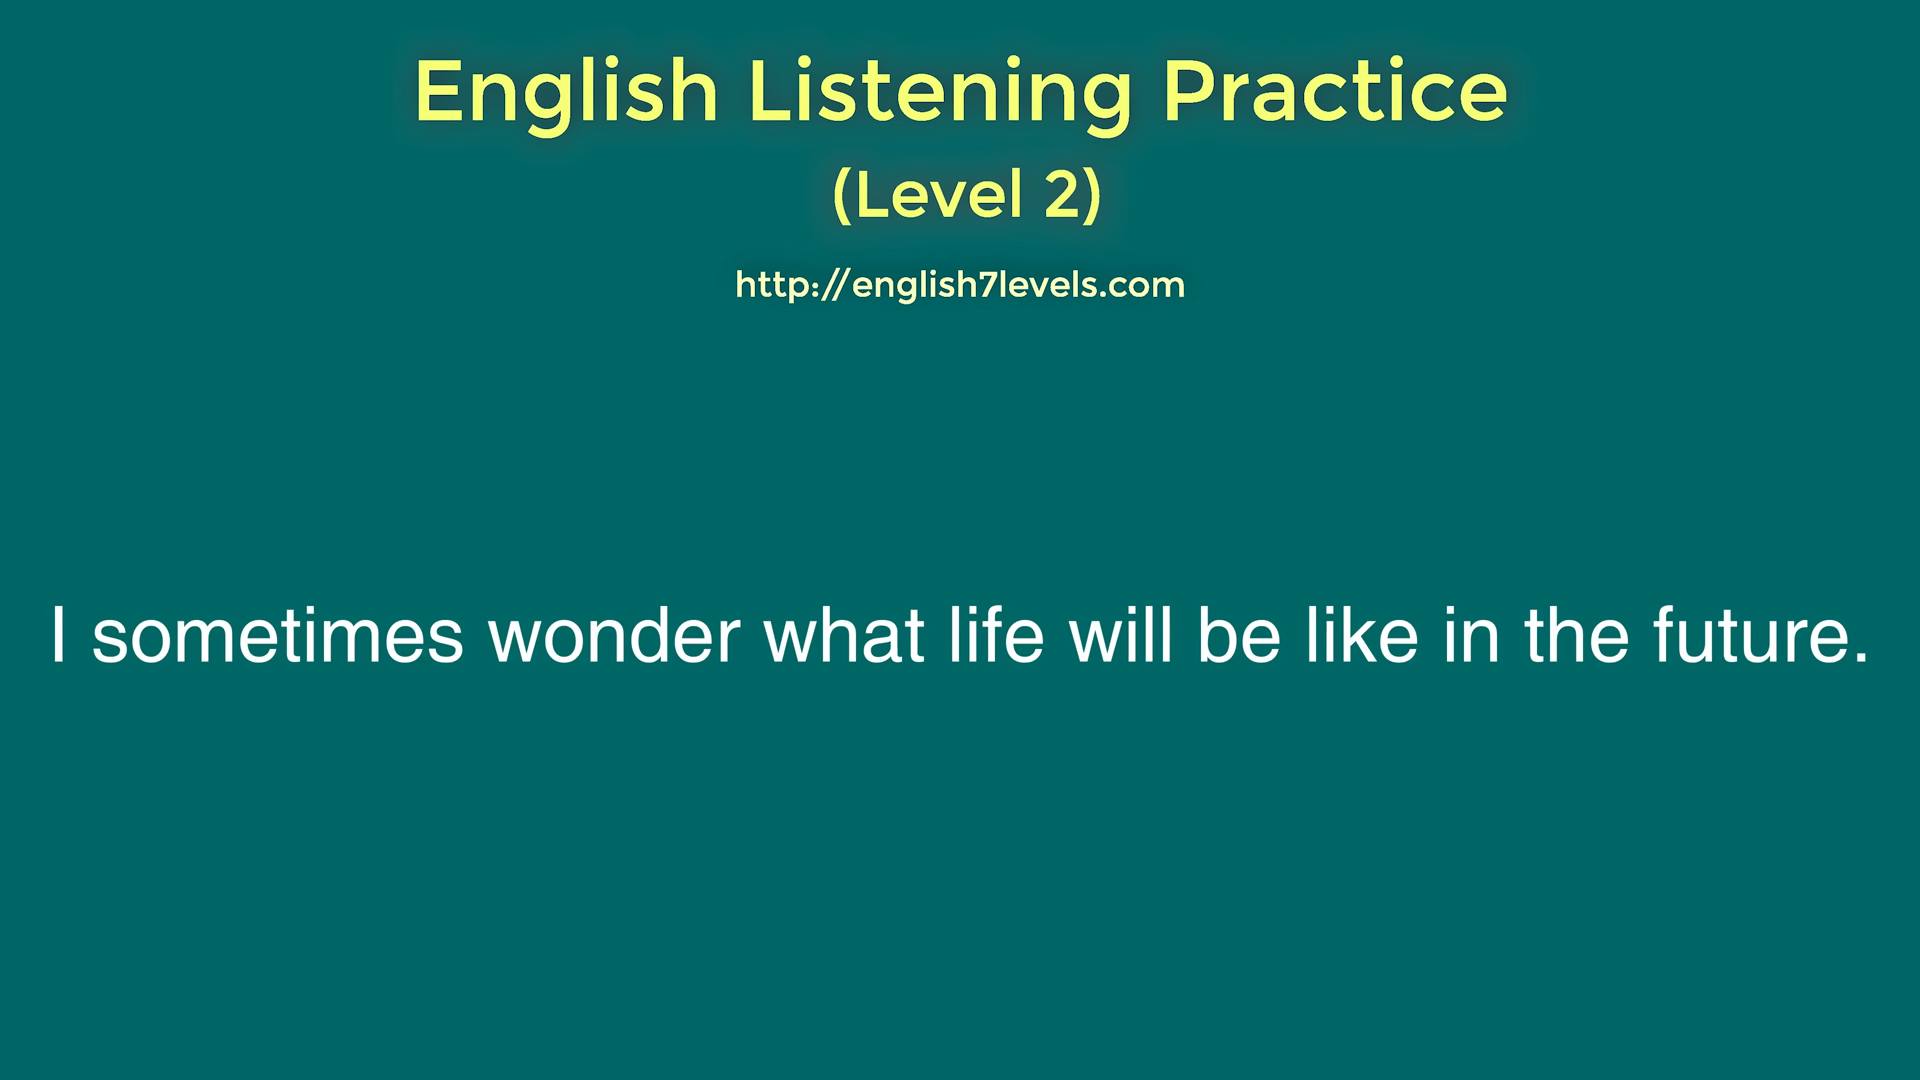 English Listening Practice
(Level 2)
http://english7levels.com
I sometimes wonder what life will be like in the future.